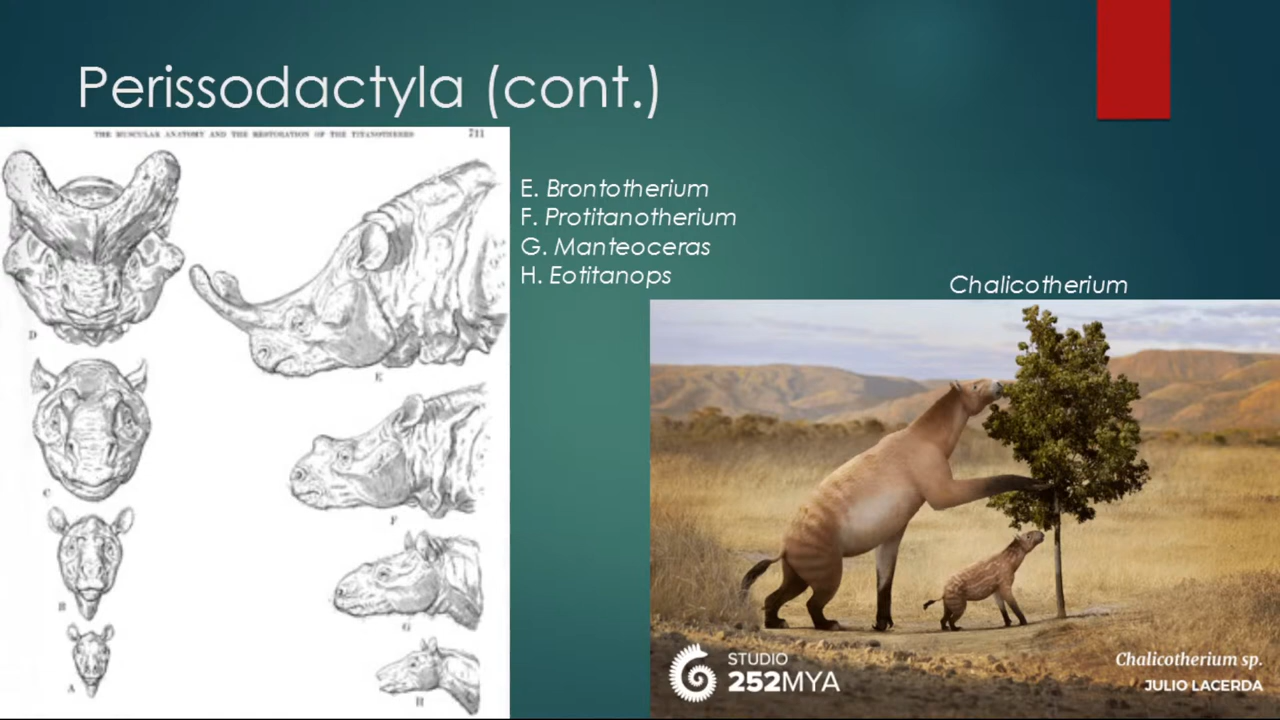 Perissodactyla (cont.)
THE MUSCULAR ANATOMY AND THE RESTORATION OF THE TITANOTHERES 711
E. Brontotherium
F. Protitanotherium
G. Manteoceras
H. Eotitanops
Chalicotherium
D
E
C
F
B
G
A
H
STUDIO
252MYA
Chalicotherium sp.
JULIO LACERDA